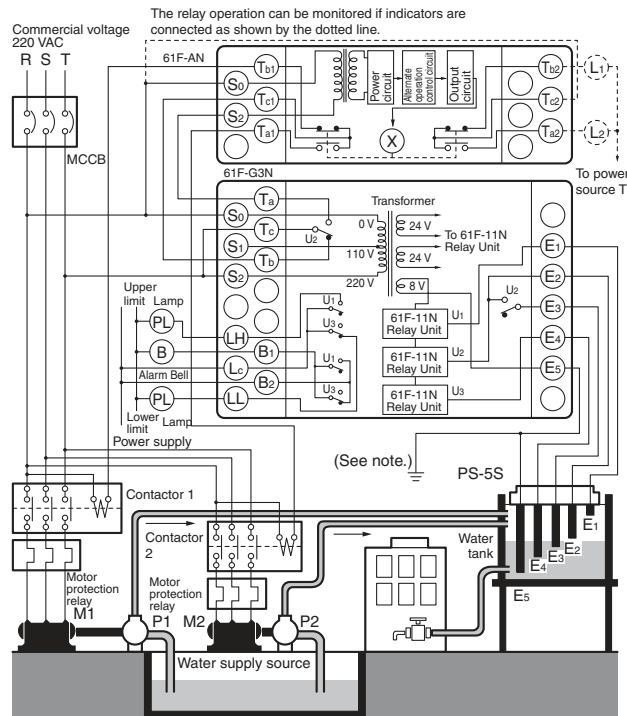 The relay operation can be monitored if indicators are
connected as shown by the dotted line.
Commercial voltage
220 VAC
R S T
61F-AN
MCCB
Tb1
S0
Tc1
S2
Ta1
Power circuit
Alternate operation control circuit
Output circuit
X
Tb2
Tc2
Ta2
L1
L2
To power
source T
61F-G3N
Ta
S0
Tc
S1
Tb
S2
U2
Transformer
0 V
110 V
220 V
24 V
24 V
8 V
To 61F-11N
Relay Unit
U2
E1
E2
E3
E4
E5
Upper
limit
Lamp
PL
B
Alarm Bell
PL
Lower
limit
Lamp
Power supply
LH
Lc
B1
B2
LL
U1
U3
U1
U3
61F-11N
Relay Unit
U1
61F-11N
Relay Unit
U2
61F-11N
Relay Unit
U3
(See note.)
PS-5S
Contactor 1
Contactor
2
Motor
protection
relay
M1
Motor
protection
relay
P1
M2
P2
Water
tank
E1
E2
E3
E4
E5
Water supply source